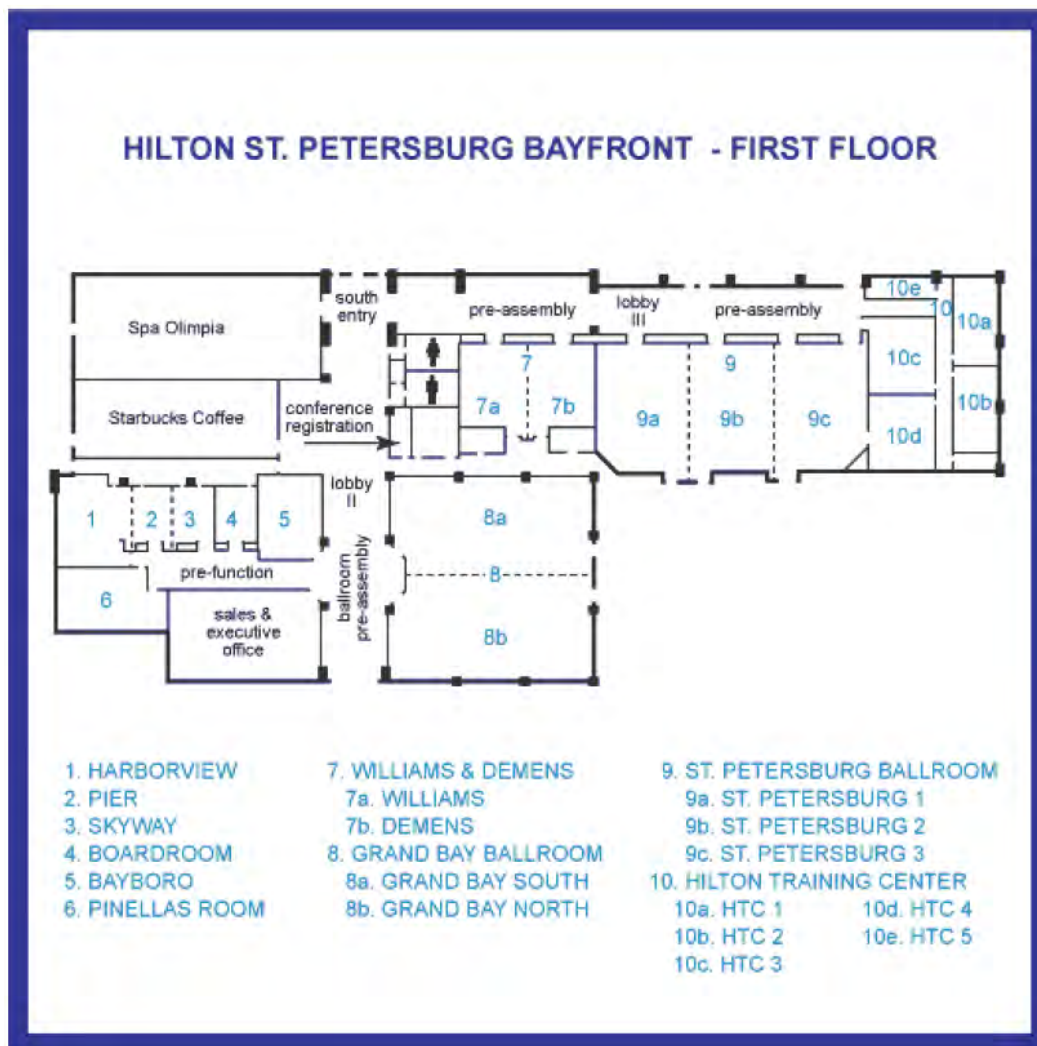 HILTON ST. PETERSBURG BAYFRONT - FIRST FLOOR
Spa Olimpia
south
entry
pre-assembly
lobby
III
pre-assembly
10e
10
10a
10c
7
9
Starbucks Coffee
conference
registration
7a
7b
9a
9b
9c
10b
10d
lobby
II
1
2
3
4
5
8a
pre-function
ballroom
pre-assembly
8
6
sales &
executive
office
8b
1. HARBORVIEW
2. PIER
3. SKYWAY
4. BOARDROOM
5. BAYBORO
6. PINELLAS ROOM
7. WILLIAMS & DEMENS
7a. WILLIAMS
7b. DEMENS
8. GRAND BAY BALLROOM
8a. GRAND BAY SOUTH
8b. GRAND BAY NORTH
9. ST. PETERSBURG BALLROOM
9a. ST. PETERSBURG 1
9b. ST. PETERSBURG 2
9c. ST. PETERSBURG 3
10. HILTON TRAINING CENTER
10a. HTC 1
10b. HTC 2
10c. HTC 3
10d. HTC 4
10e. HTC 5